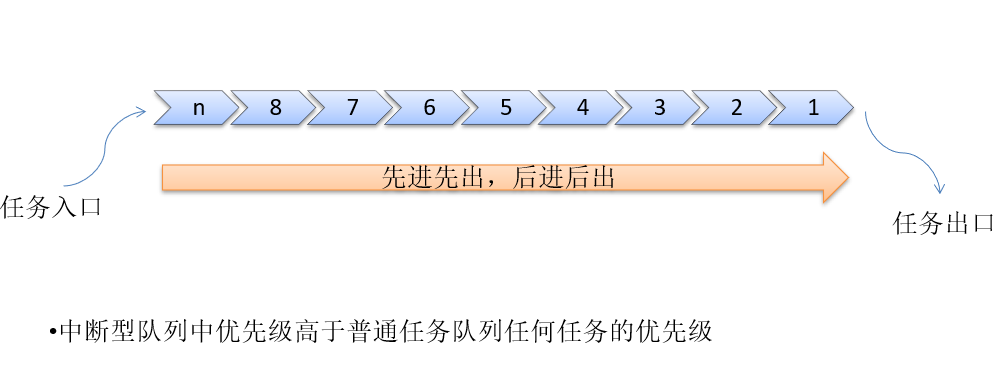 n 8 7 6 5 4 3 2 1
先进先出，后进后出
任务入口
任务出口
•中断型队列中优先级高于普通任务队列任何任务的优先级